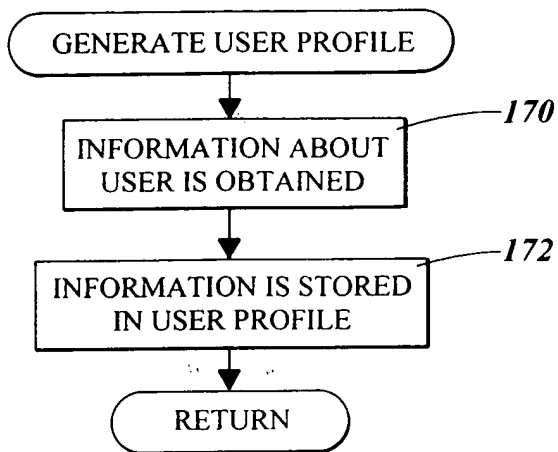 GENERATE USER PROFILE
170
INFORMATION ABOUT
USER IS OBTAINED
172
INFORMATION IS STORED
IN USER PROFILE
RETURN